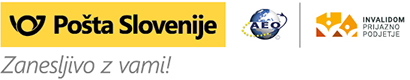 Pošta Slovenije
AEO
INVALIDOM
PRIJAZNO
PODJETJE
Zanesljivo z vami!